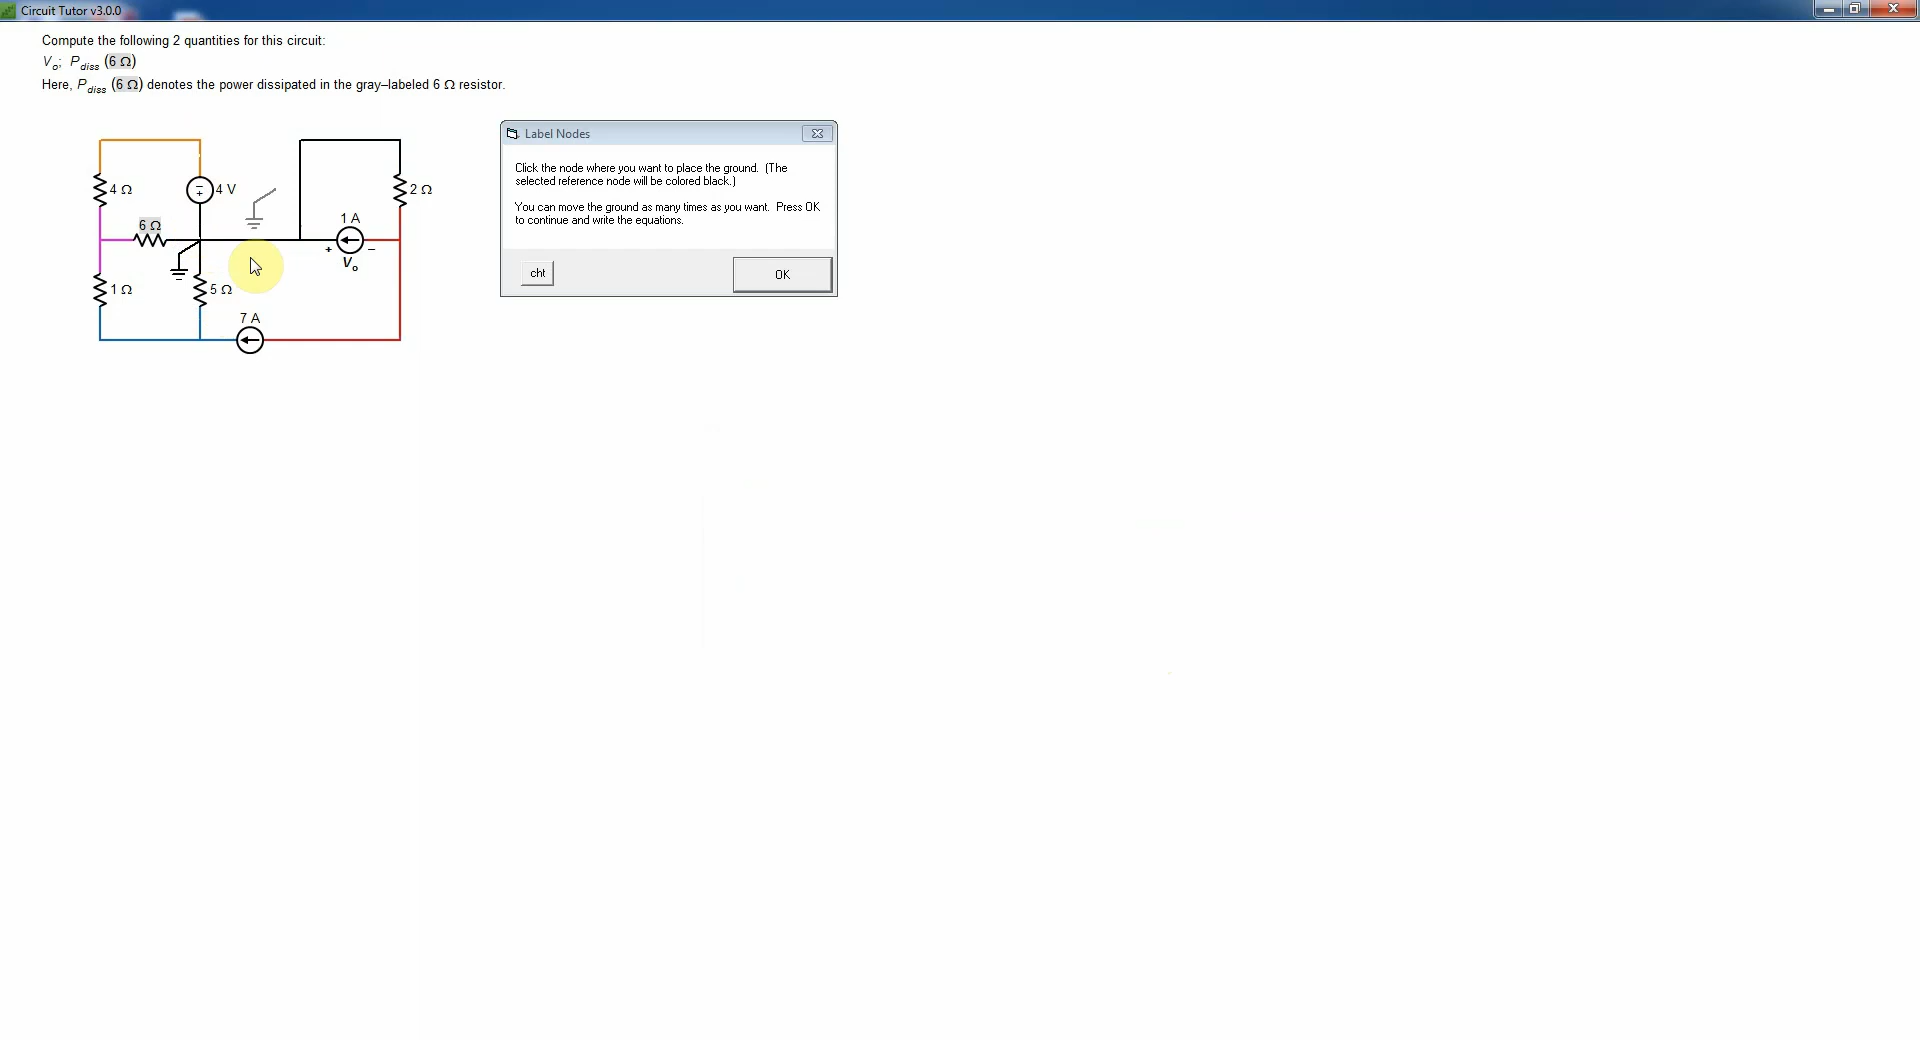 Circuit Tutor v3.0.0
Compute the following 2 quantities for this circuit:
Vo; Pdiss (6 Ω)
Here, Pdiss (6 Ω) denotes the power dissipated in the gray–labeled 6 Ω resistor.
4 Ω
− + 4 V
2 Ω
6 Ω
1 A
+ −
Vo
1 Ω
5 Ω
7 A
Label Nodes
Click the node where you want to place the ground. (The
selected reference node will be colored black.)
You can move the ground as many times as you want. Press OK
to continue and write the equations.
cht
OK